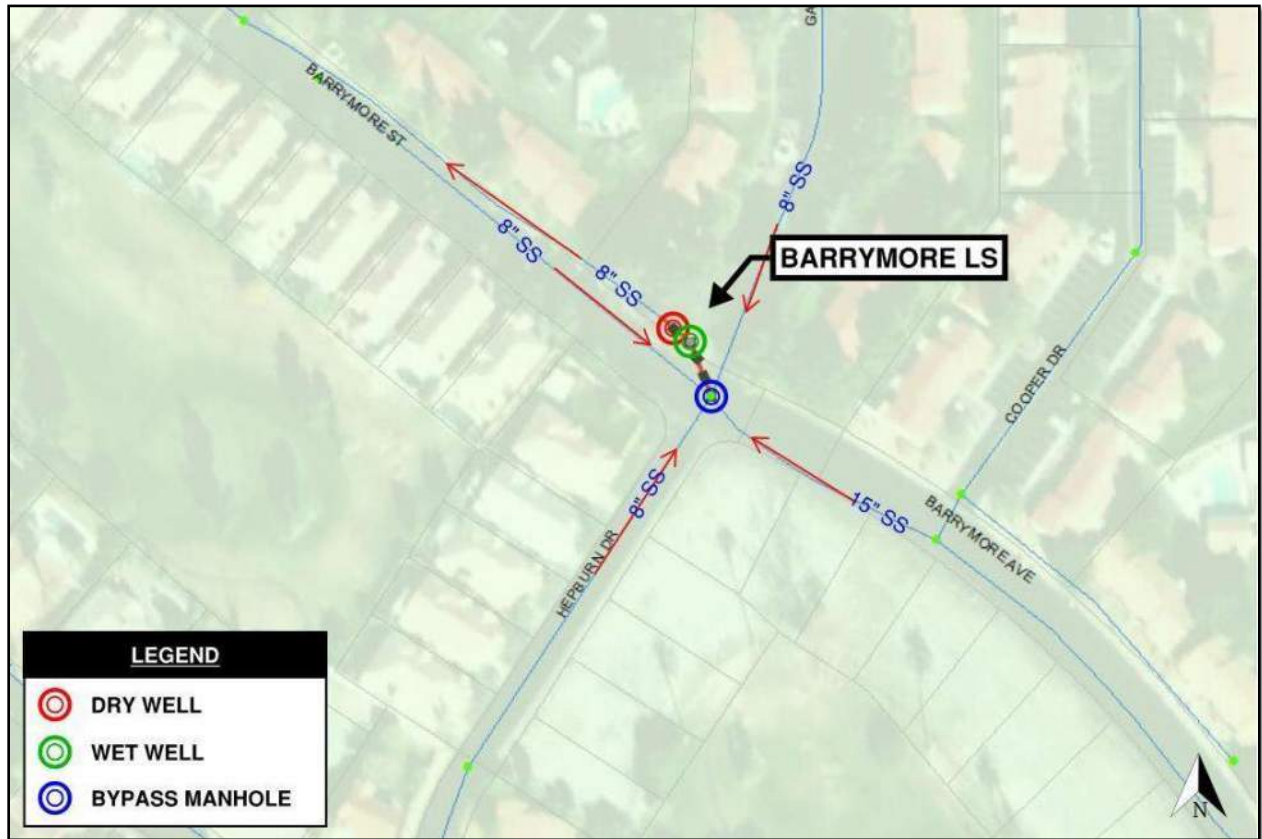 GA
BARRYMORE ST
8" SS
8" SS
8" SS
BARRYMORE LS
COOPER DR
8" SS
15" SS
BARRYMORE AVE
HEPBURN DR
LEGEND
DRY WELL
WET WELL
BYPASS MANHOLE
N